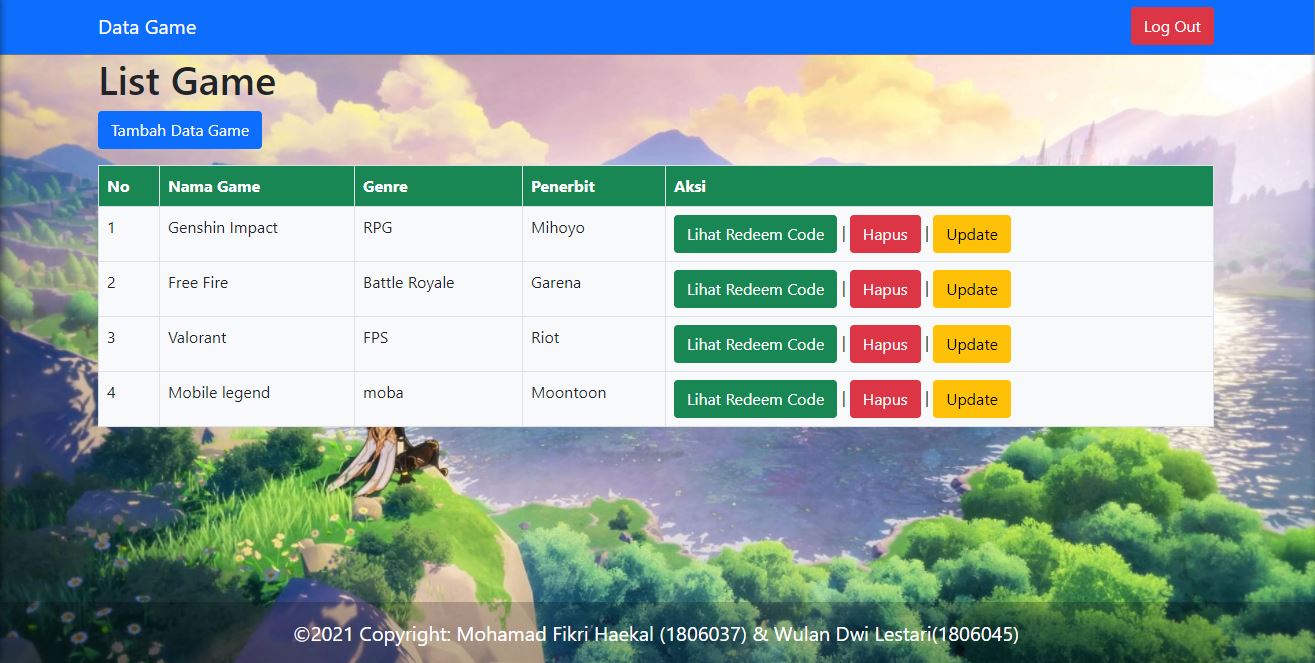 Data Game Log Out
List Game
Tambah Data Game
No Nama Game Genre Penerbit Aksi
1 Genshin Impact RPG Mihoyo Lihat Redeem Code | Hapus | Update
2 Free Fire Battle Royale Garena Lihat Redeem Code | Hapus | Update
3 Valorant FPS Riot Lihat Redeem Code | Hapus | Update
4 Mobile legend moba Moontoon Lihat Redeem Code | Hapus | Update
©2021 Copyright: Mohamad Fikri Haekal (1806037) & Wulan Dwi Lestari(1806045)